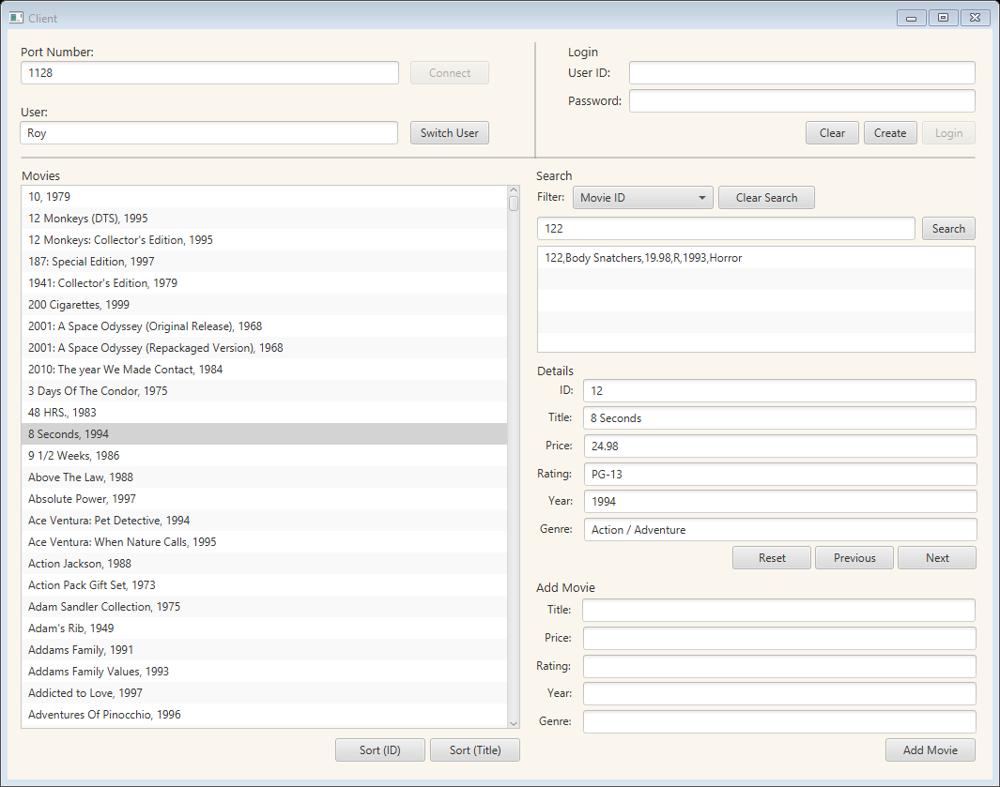 Client
Port Number:
1128
Connect
User:
Roy
Switch User
Login
User ID:
Password:
Clear
Create
Login
Movies
10, 1979
12 Monkeys (DTS), 1995
12 Monkeys: Collector's Edition, 1995
187: Special Edition, 1997
1941: Collector's Edition, 1979
200 Cigarettes, 1999
2001: A Space Odyssey (Original Release), 1968
2001: A Space Odyssey (Repackaged Version), 1968
2010: The year We Made Contact, 1984
3 Days Of The Condor, 1975
48 HRS., 1983
8 Seconds, 1994
9 1/2 Weeks, 1986
Above The Law, 1988
Absolute Power, 1997
Ace Ventura: Pet Detective, 1994
Ace Ventura: When Nature Calls, 1995
Action Jackson, 1988
Action Pack Gift Set, 1973
Adam Sandler Collection, 1975
Adam's Rib, 1949
Addams Family, 1991
Addams Family Values, 1993
Addicted to Love, 1997
Adventures Of Pinocchio, 1996
Sort (ID)
Sort (Title)
Search
Filter:
Movie ID
Clear Search
122
Search
122,Body Snatchers,19.98,R,1993,Horror
Details
ID:
12
Title:
8 Seconds
Price:
24.98
Rating:
PG-13
Year:
1994
Genre:
Action / Adventure
Reset
Previous
Next
Add Movie
Title:
Price:
Rating:
Year:
Genre:
Add Movie